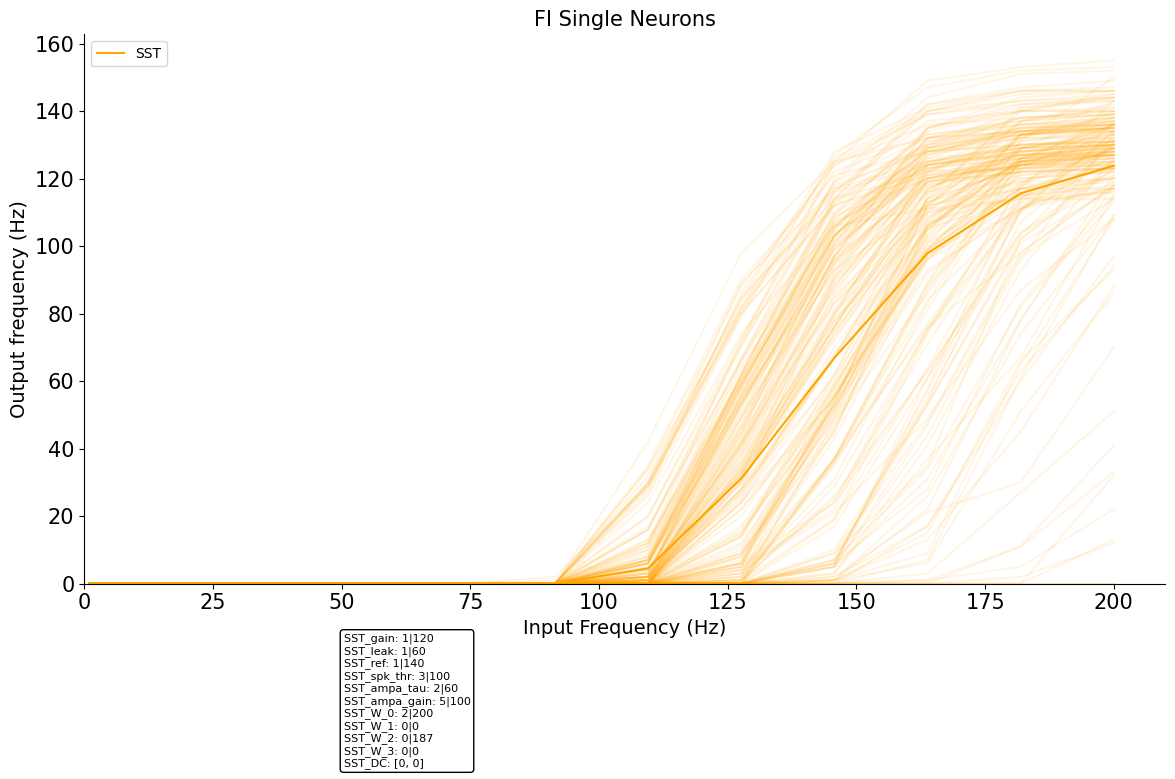 FI Single Neurons
SST
160
140
120
100
80
60
40
20
0
Output frequency (Hz)
0 25 50 75 100 125 150 175 200
Input Frequency (Hz)
SST_gain: 1|120
SST_leak: 1|60
SST_ref: 1|140
SST_spk_thr: 3|100
SST_ampa_tau: 2|60
SST_ampa_gain: 5|100
SST_W_0: 2|200
SST_W_1: 0|0
SST_W_2: 0|187
SST_W_3: 0|0
SST_DC: [0, 0]